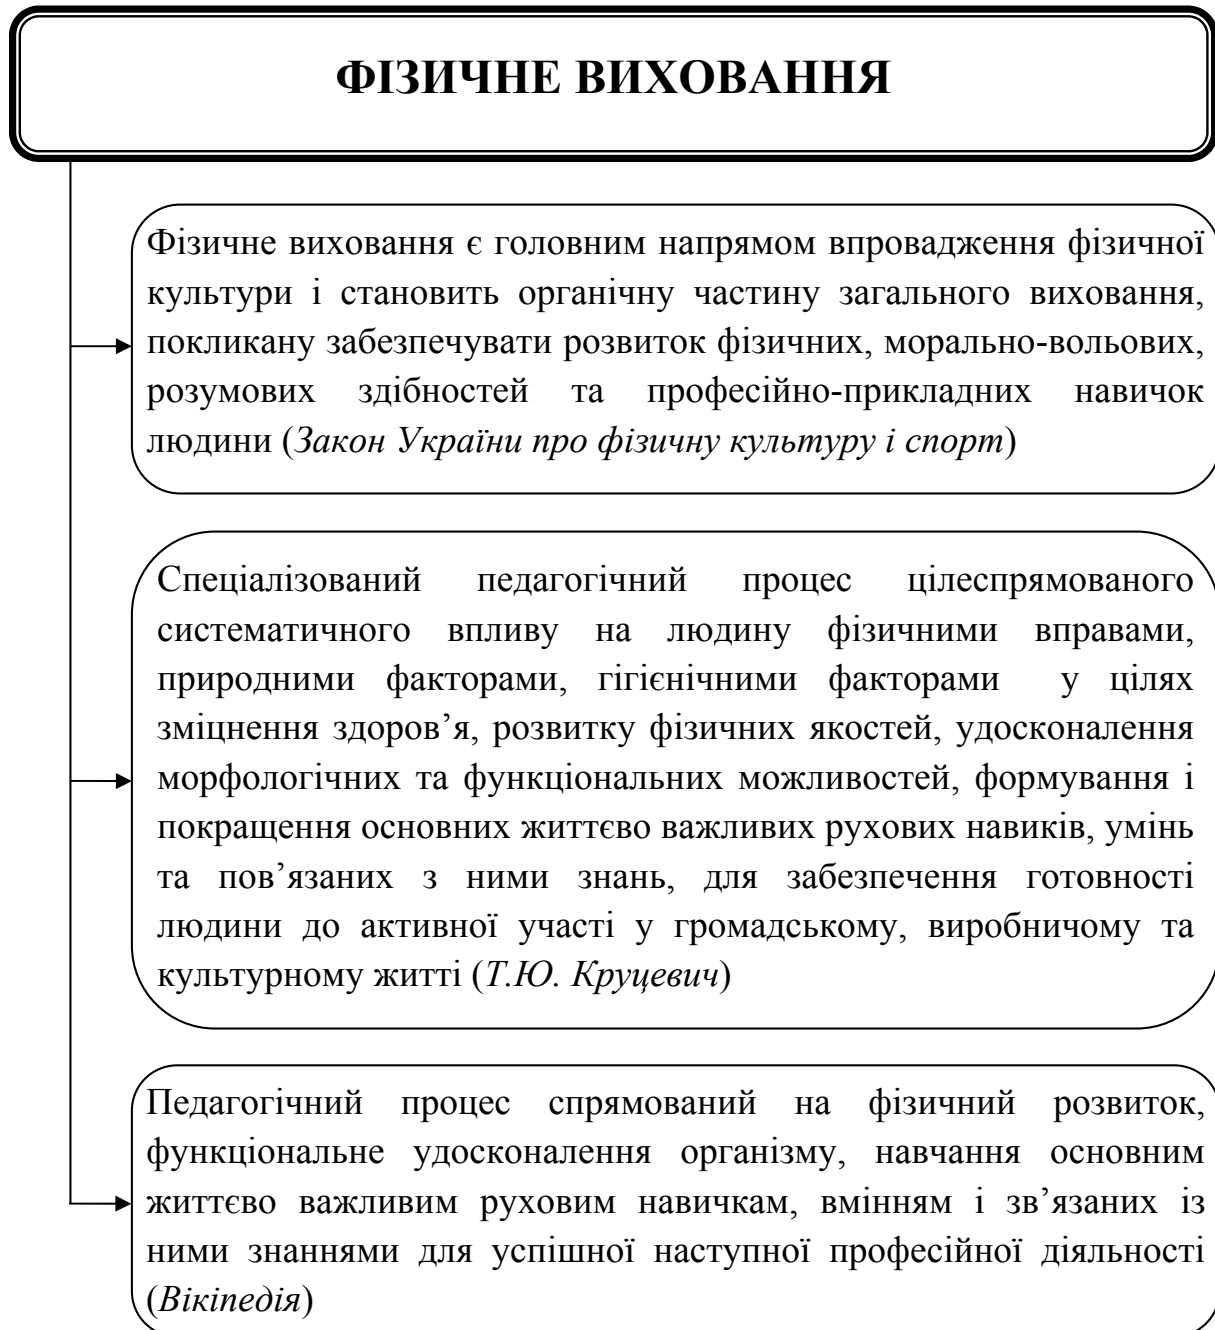 ФІЗИЧНЕ ВИХОВАННЯ
Фізичне виховання є головним напрямом впровадження фізичної
культури і становить органічну частину загального виховання,
покликану забезпечувати розвиток фізичних, морально-вольових,
розумових здібностей та професійно-прикладних навичок
людини (Закон України про фізичну культуру і спорт)
Спеціалізований педагогічний процес цілеспрямованого
систематичного впливу на людину фізичними вправами,
природними факторами, гігієнічними факторами у цілях
зміцнення здоров’я, розвитку фізичних якостей, удосконалення
морфологічних та функціональних можливостей, формування і
покращення основних життєво важливих рухових навиків, умінь
та пов’язаних з ними знань, для забезпечення готовності
людини до активної участі у громадському, виробничому та
культурному житті (Т.Ю. Круцевич)
Педагогічний процес спрямований на фізичний розвиток,
функціональне удосконалення організму, навчання основним
життєво важливим руховим навичкам, вмінням і зв’язаних із
ними знаннями для успішної наступної професійної діяльності
(Вікіпедія)